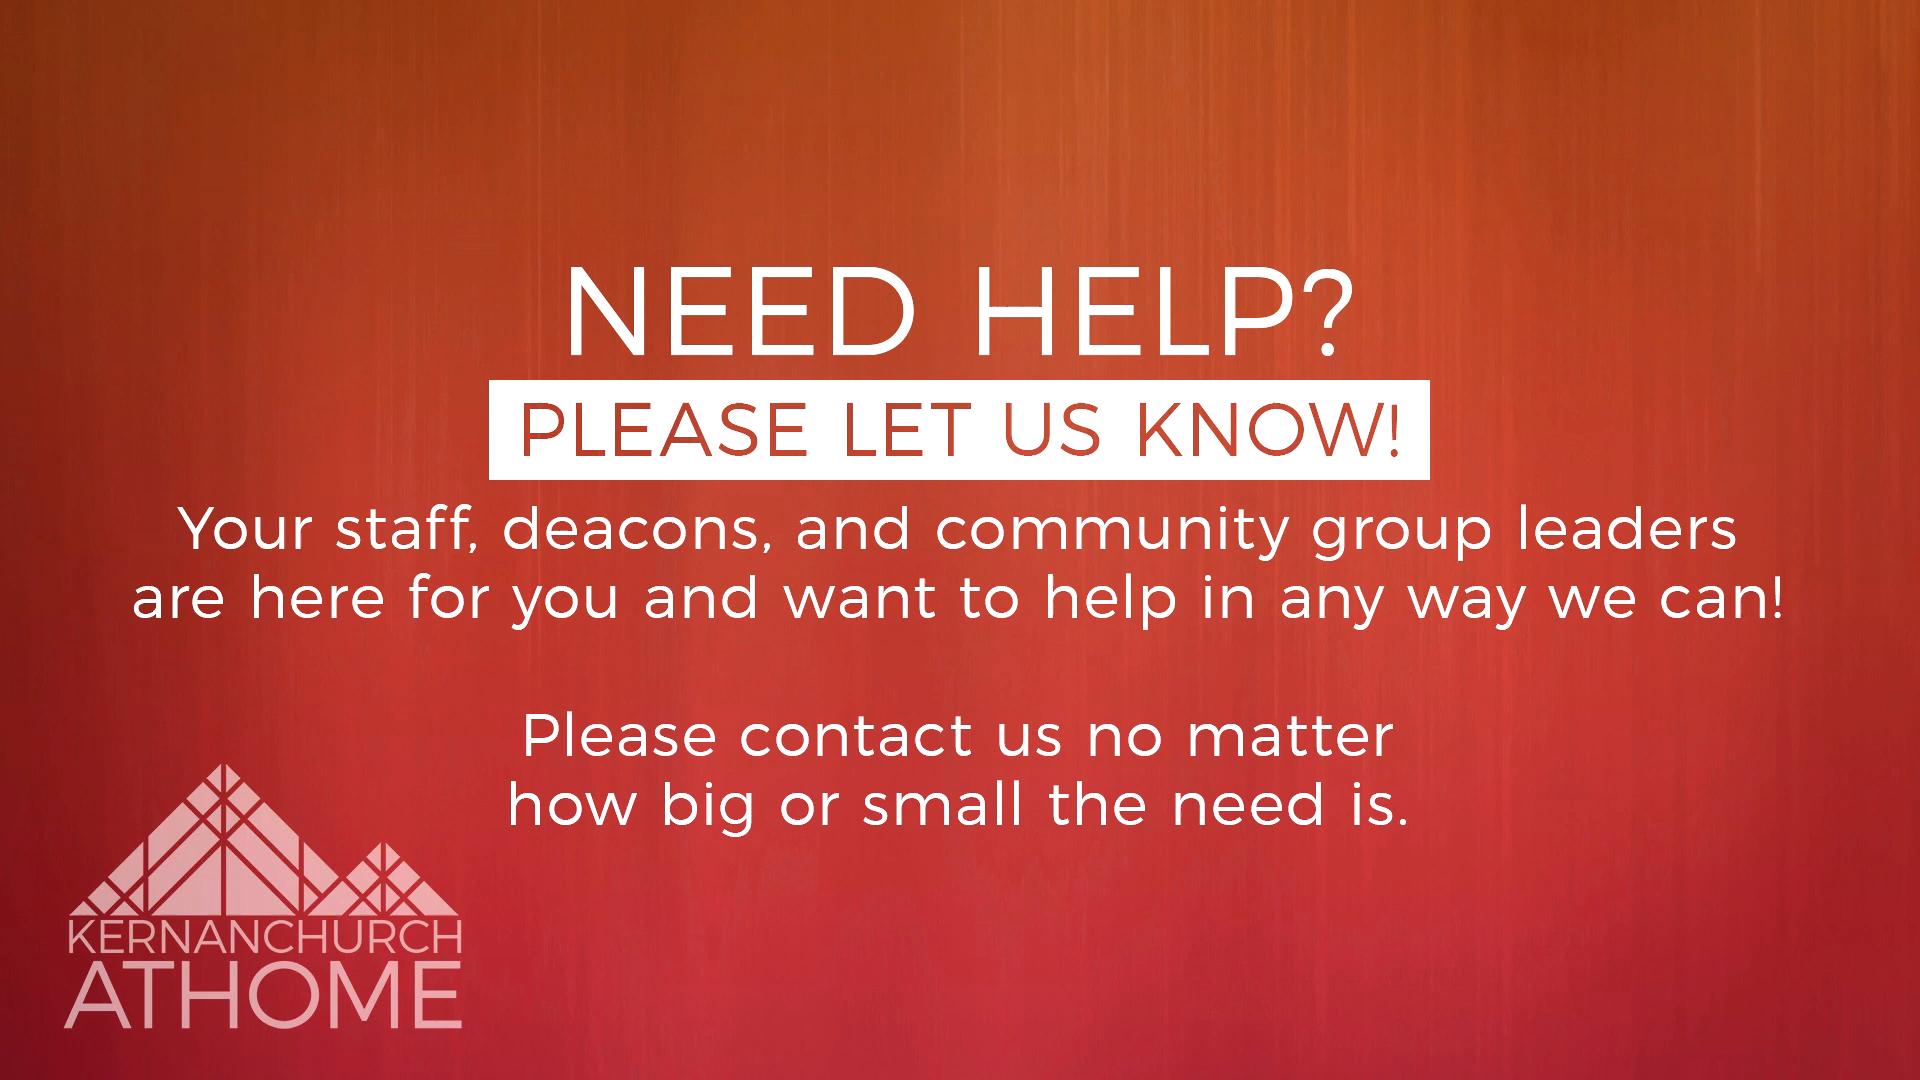 NEED HELP?
PLEASE LET US KNOW!
Your staff, deacons, and community group leaders
are here for you and want to help in any way we can!
Please contact us no matter
how big or small the need is.
KERNANCHURCH
ATHOME